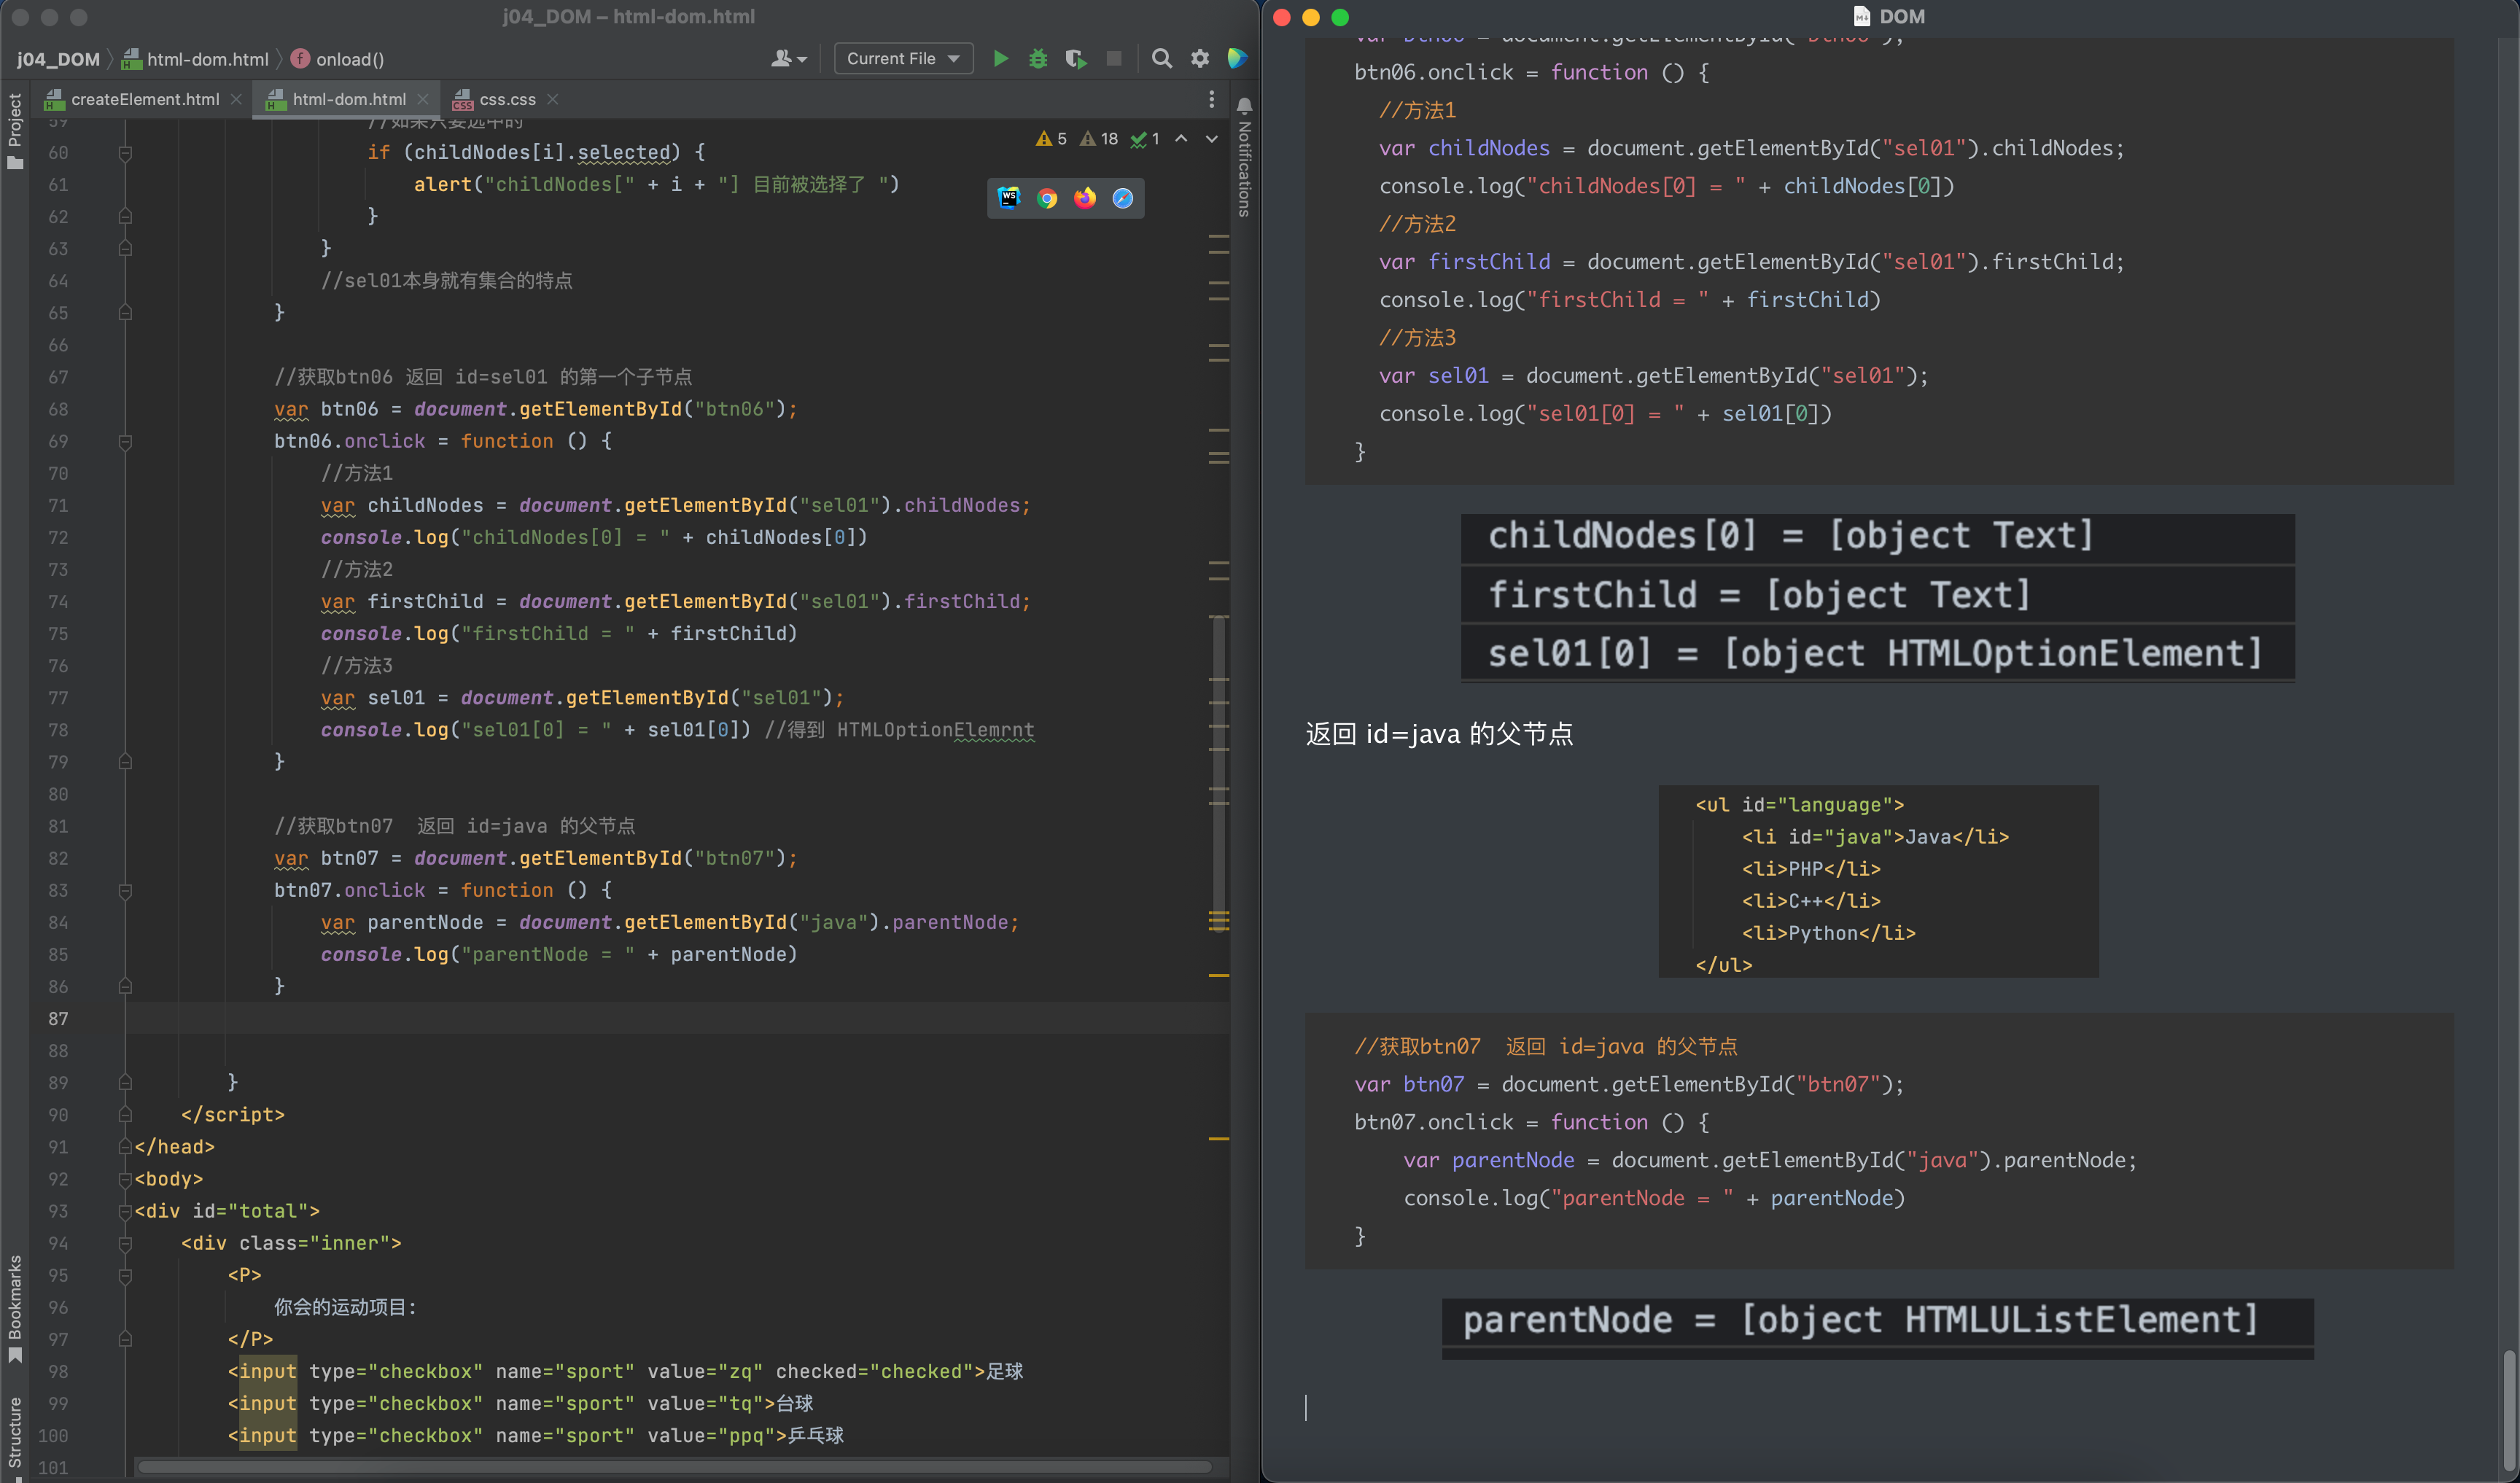 j04_DOM – html-dom.html
j04_DOM
html-dom.html
f onload()
Current File
createElement.html
html-dom.html
css.css
Project
Bookmarks
Structure
Notifications
5 18 1
59 //如果只要选中的
60 if (childNodes[i].selected) {
61 alert("childNodes[" + i + "] 目前被选择了 ")
62 }
63 }
64 //sel01本身就有集合的特点
65 }
66
67 //获取btn06 返回 id=sel01 的第一个子节点
68 var btn06 = document.getElementById("btn06");
69 btn06.onclick = function () {
70 //方法1
71 var childNodes = document.getElementById("sel01").childNodes;
72 console.log("childNodes[0] = " + childNodes[0])
73 //方法2
74 var firstChild = document.getElementById("sel01").firstChild;
75 console.log("firstChild = " + firstChild)
76 //方法3
77 var sel01 = document.getElementById("sel01");
78 console.log("sel01[0] = " + sel01[0]) //得到 HTMLOptionElemrnt
79 }
80
81 //获取btn07  返回 id=java 的父节点
82 var btn07 = document.getElementById("btn07");
83 btn07.onclick = function () {
84 var parentNode = document.getElementById("java").parentNode;
85 console.log("parentNode = " + parentNode)
86 }
87
88
89 }
90 </script>
91 </head>
92 <body>
93 <div id="total">
94 <div class="inner">
95 <P>
96 你会的运动项目:
97 </P>
98 <input type="checkbox" name="sport" value="zq" checked="checked">足球
99 <input type="checkbox" name="sport" value="tq">台球
100 <input type="checkbox" name="sport" value="ppq">乒乓球
101
DOM
var btn06 = document.getElementById("btn06");
btn06.onclick = function () {
//方法1
var childNodes = document.getElementById("sel01").childNodes;
console.log("childNodes[0] = " + childNodes[0])
//方法2
var firstChild = document.getElementById("sel01").firstChild;
console.log("firstChild = " + firstChild)
//方法3
var sel01 = document.getElementById("sel01");
console.log("sel01[0] = " + sel01[0])
}
childNodes[0] = [object Text]
firstChild = [object Text]
sel01[0] = [object HTMLOptionElement]
返回 id=java 的父节点
<ul id="language">
<li id="java">Java</li>
<li>PHP</li>
<li>C++</li>
<li>Python</li>
</ul>
//获取btn07  返回 id=java 的父节点
var btn07 = document.getElementById("btn07");
btn07.onclick = function () {
var parentNode = document.getElementById("java").parentNode;
console.log("parentNode = " + parentNode)
}
parentNode = [object HTMLUListElement]